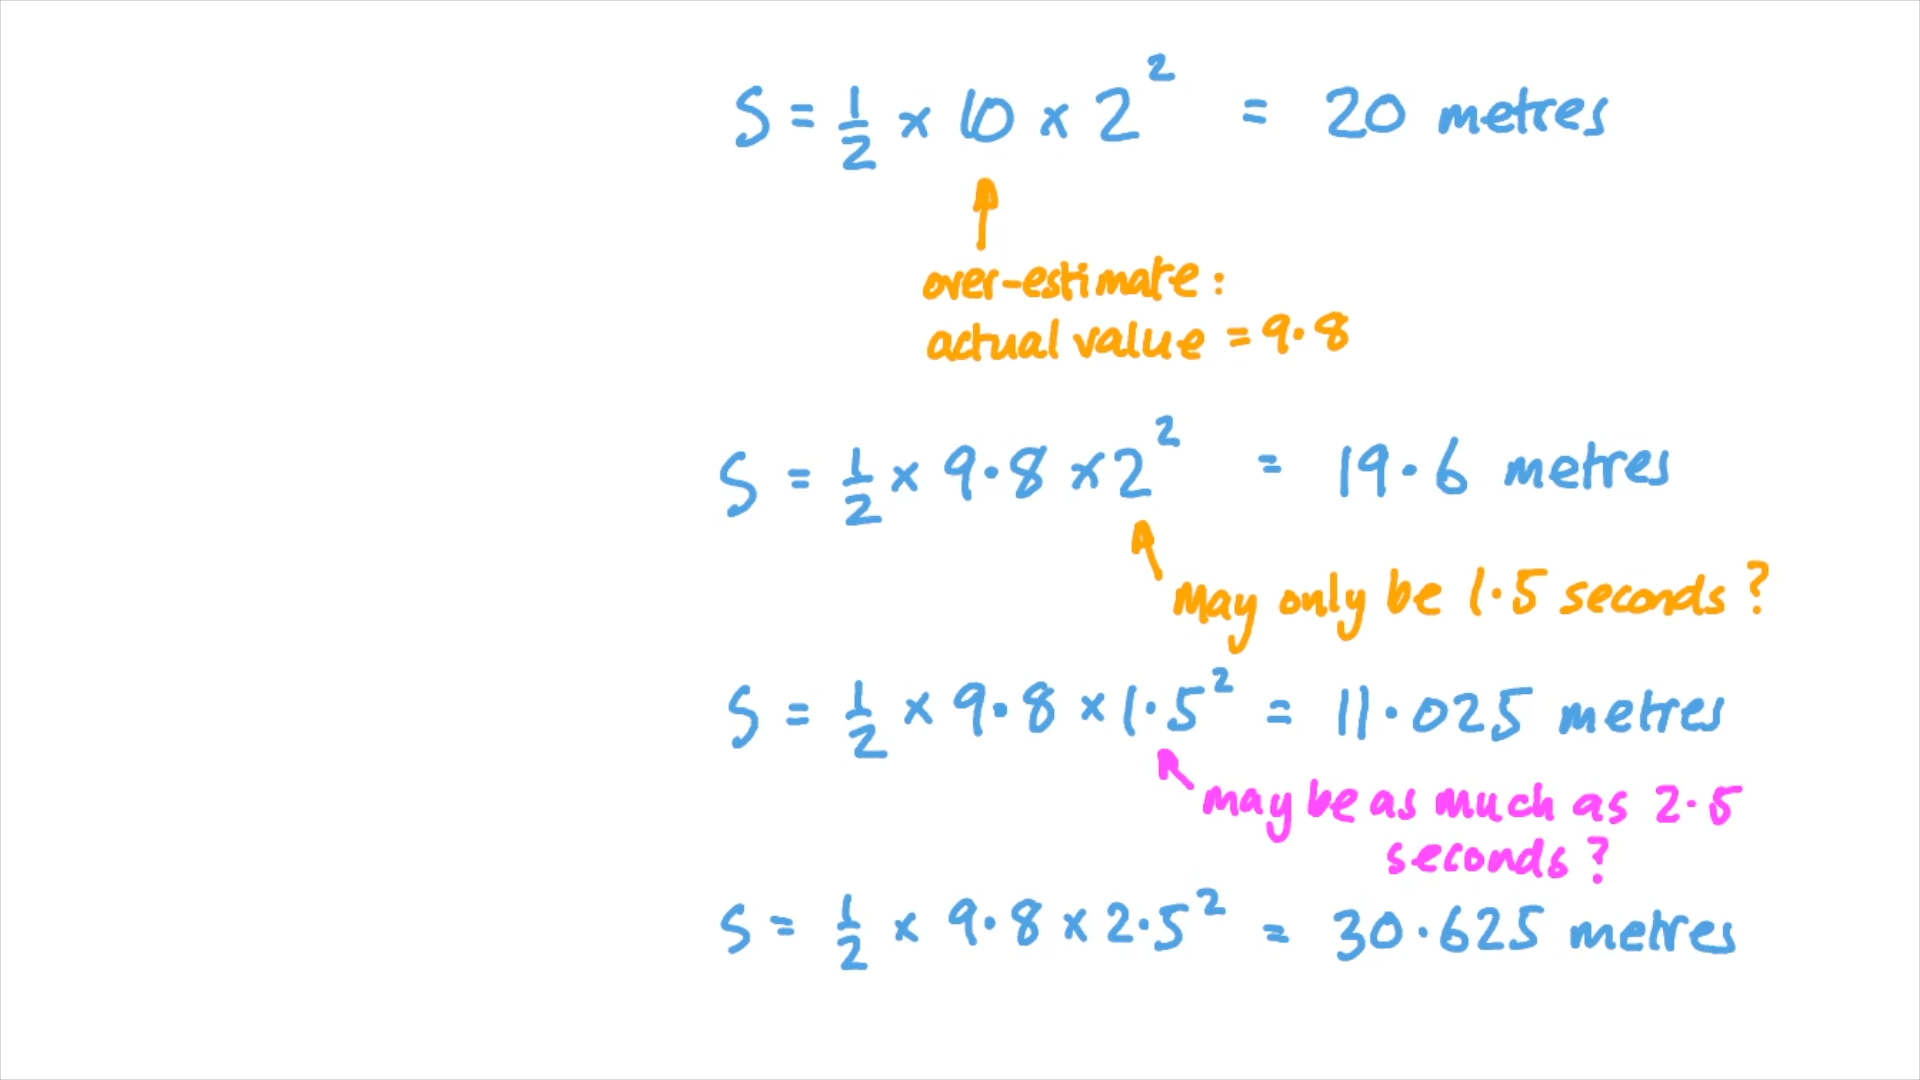 S = 1/2 × 10 × 2² = 20 metres
over-estimate:
actual value = 9.8
S = 1/2 × 9.8 × 2² = 19.6 metres
May only be 1.5 seconds?
S = 1/2 × 9.8 × 1.5² = 11.025 metres
may be as much as 2.5
seconds?
S = 1/2 × 9.8 × 2.5² = 30.625 metres